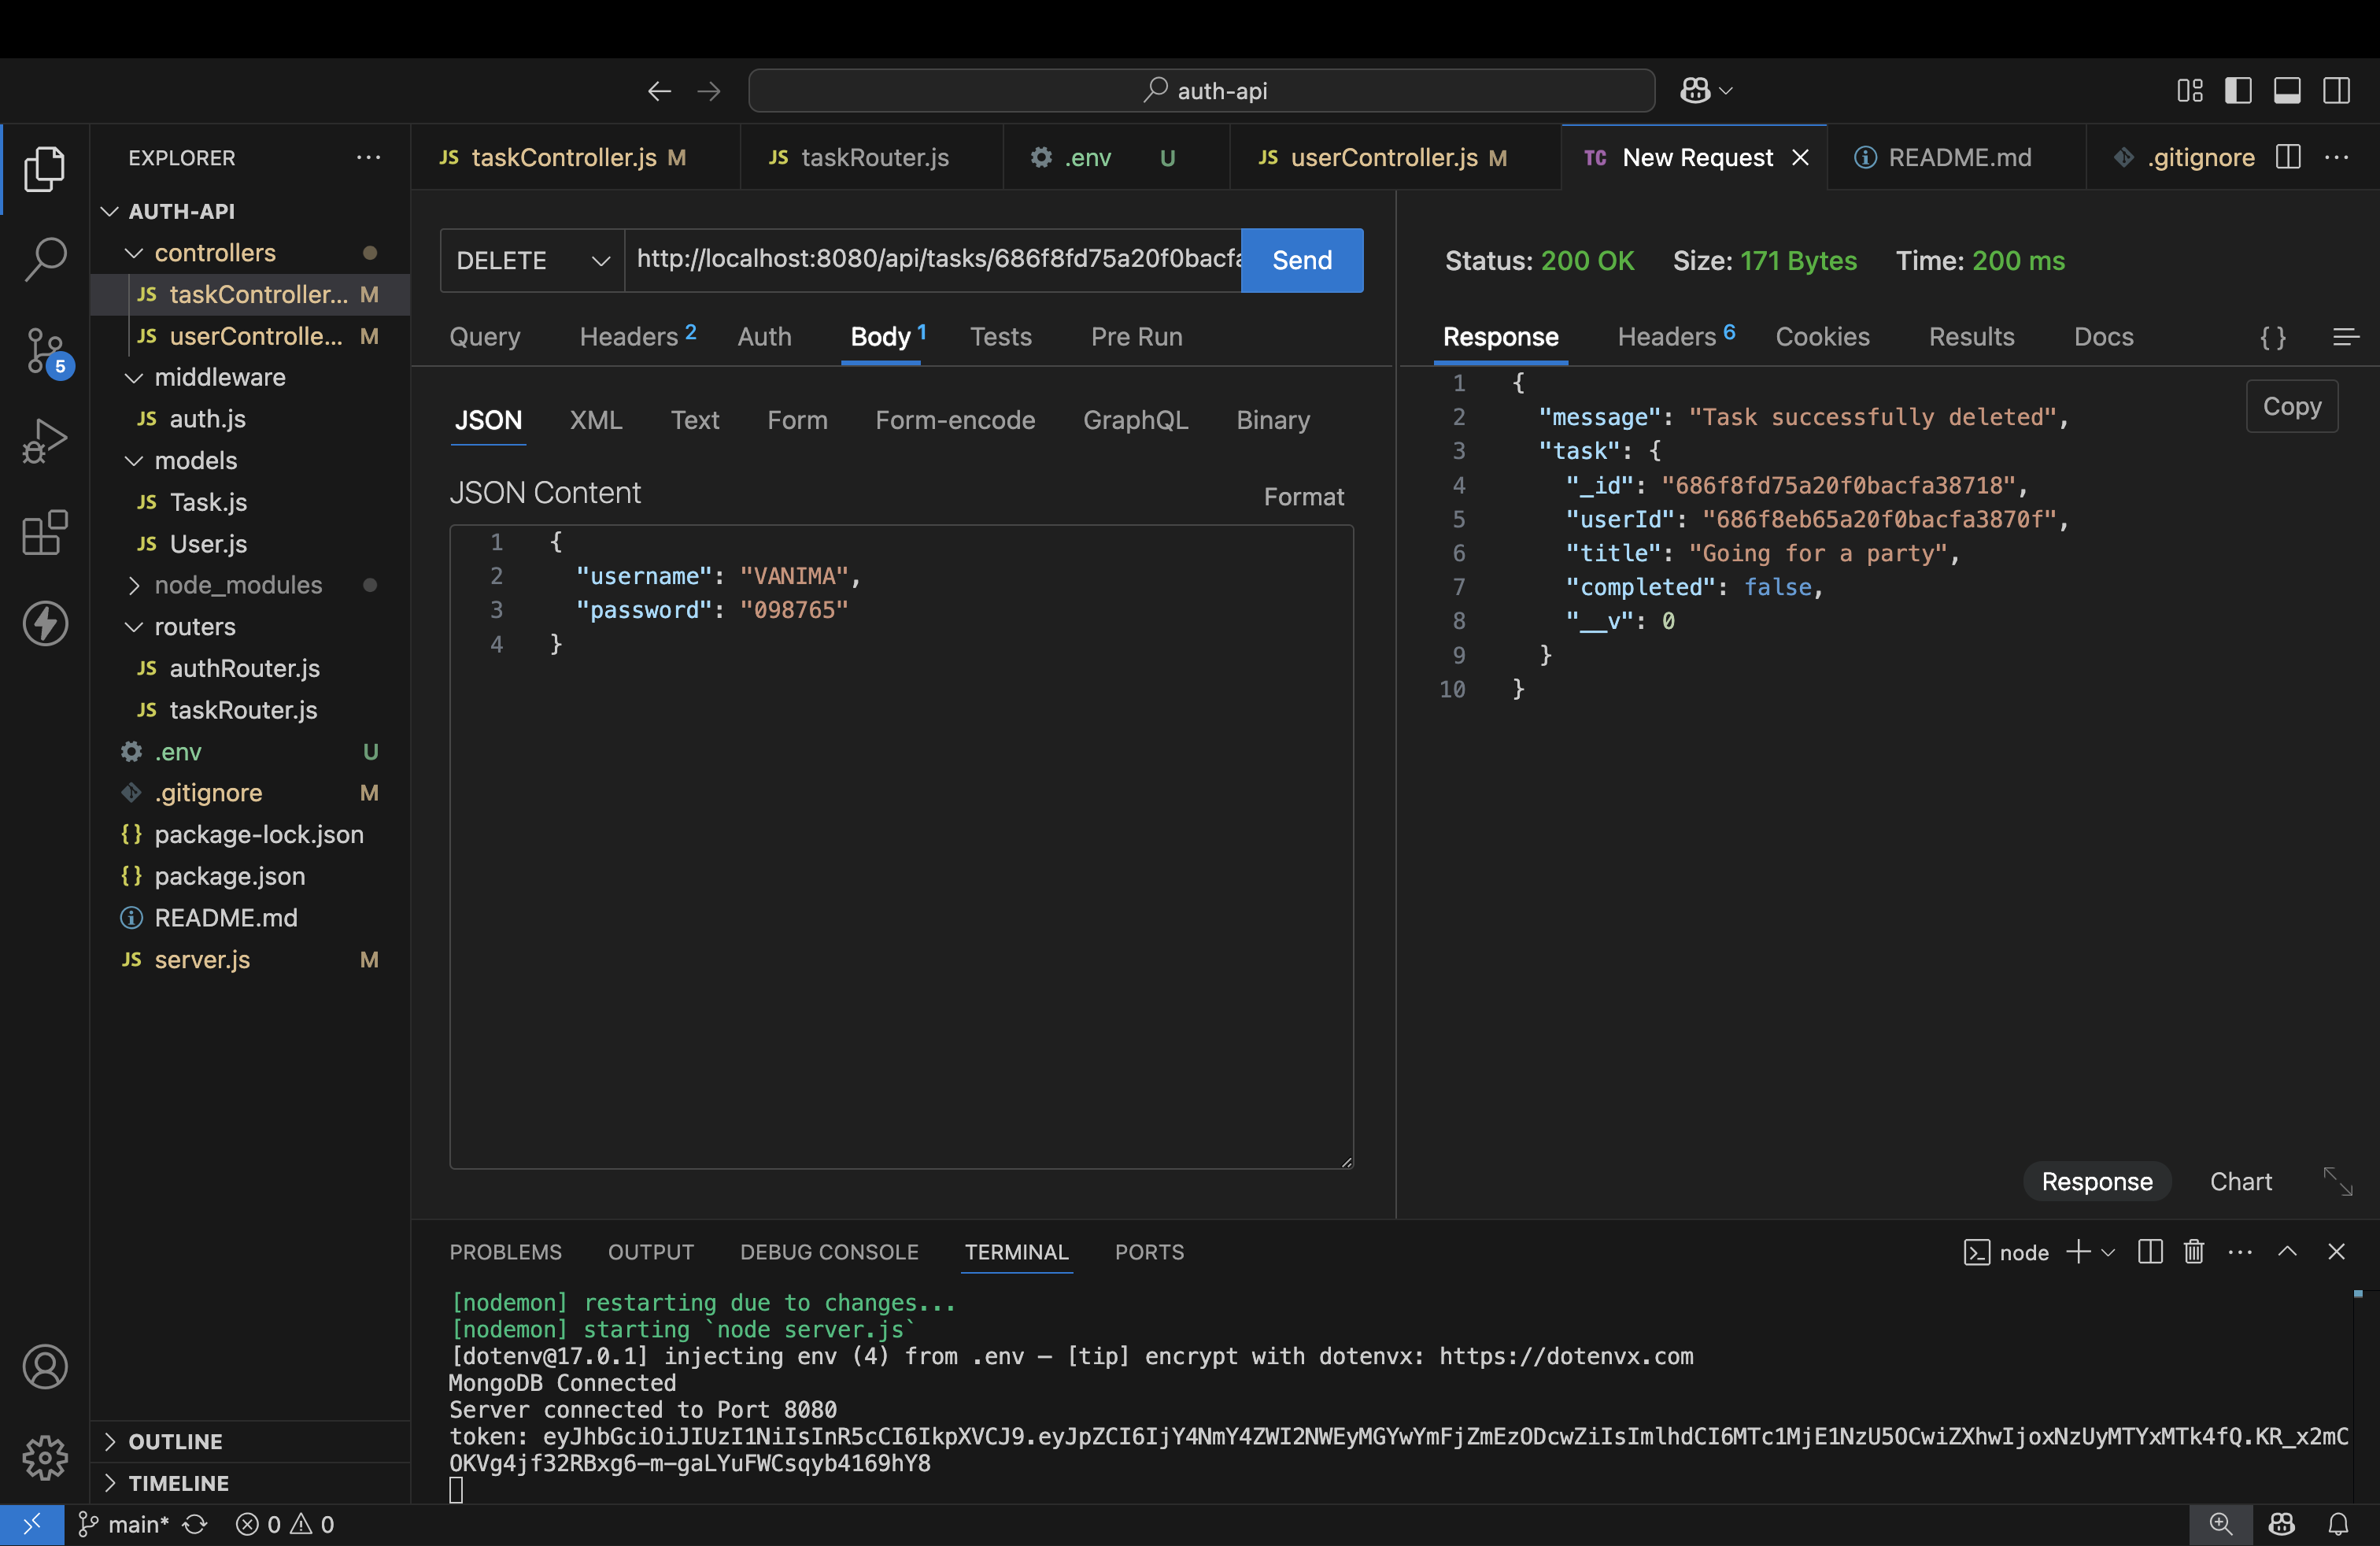 auth-api
EXPLORER
AUTH-API
controllers
JS taskController... M
JS userControlle... M
middleware
JS auth.js
models
JS Task.js
JS User.js
node_modules
routers
JS authRouter.js
JS taskRouter.js
.env U
.gitignore M
{} package-lock.json
{} package.json
README.md
JS server.js M
OUTLINE
TIMELINE
5
JS taskController.js M
JS taskRouter.js
.env U
JS userController.js M
TC New Request
README.md
.gitignore
DELETE http://localhost:8080/api/tasks/686f8fd75a20f0bacfa Send
Query Headers 2 Auth Body 1 Tests Pre Run
JSON XML Text Form Form-encode GraphQL Binary
JSON Content Format
1 {
2 "username": "VANIMA",
3 "password": "098765"
4 }
Status: 200 OK Size: 171 Bytes Time: 200 ms
Response Headers 6 Cookies Results Docs {}
Copy
1 {
2 "message": "Task successfully deleted",
3 "task": {
4 "_id": "686f8fd75a20f0bacfa38718",
5 "userId": "686f8eb65a20f0bacfa3870f",
6 "title": "Going for a party",
7 "completed": false,
8 "__v": 0
9 }
10 }
Response Chart
PROBLEMS OUTPUT DEBUG CONSOLE TERMINAL PORTS node
[nodemon] restarting due to changes...
[nodemon] starting `node server.js`
[dotenv@17.0.1] injecting env (4) from .env – [tip] encrypt with dotenvx: https://dotenvx.com
MongoDB Connected
Server connected to Port 8080
token: eyJhbGciOiJIUzI1NiIsInR5cCI6IkpXVCJ9.eyJpZCI6IjY4NmY4ZWI2NWEyMGYwYmFjZmEzODcwZiIsImlhdCI6MTc1MjE1NzU5OCwiZXhwIjoxNzUyMTYxMTk4fQ.KR_x2mC
OKVg4jf32RBxg6-m-gaLYuFWCsqyb4169hY8
main* 0 0